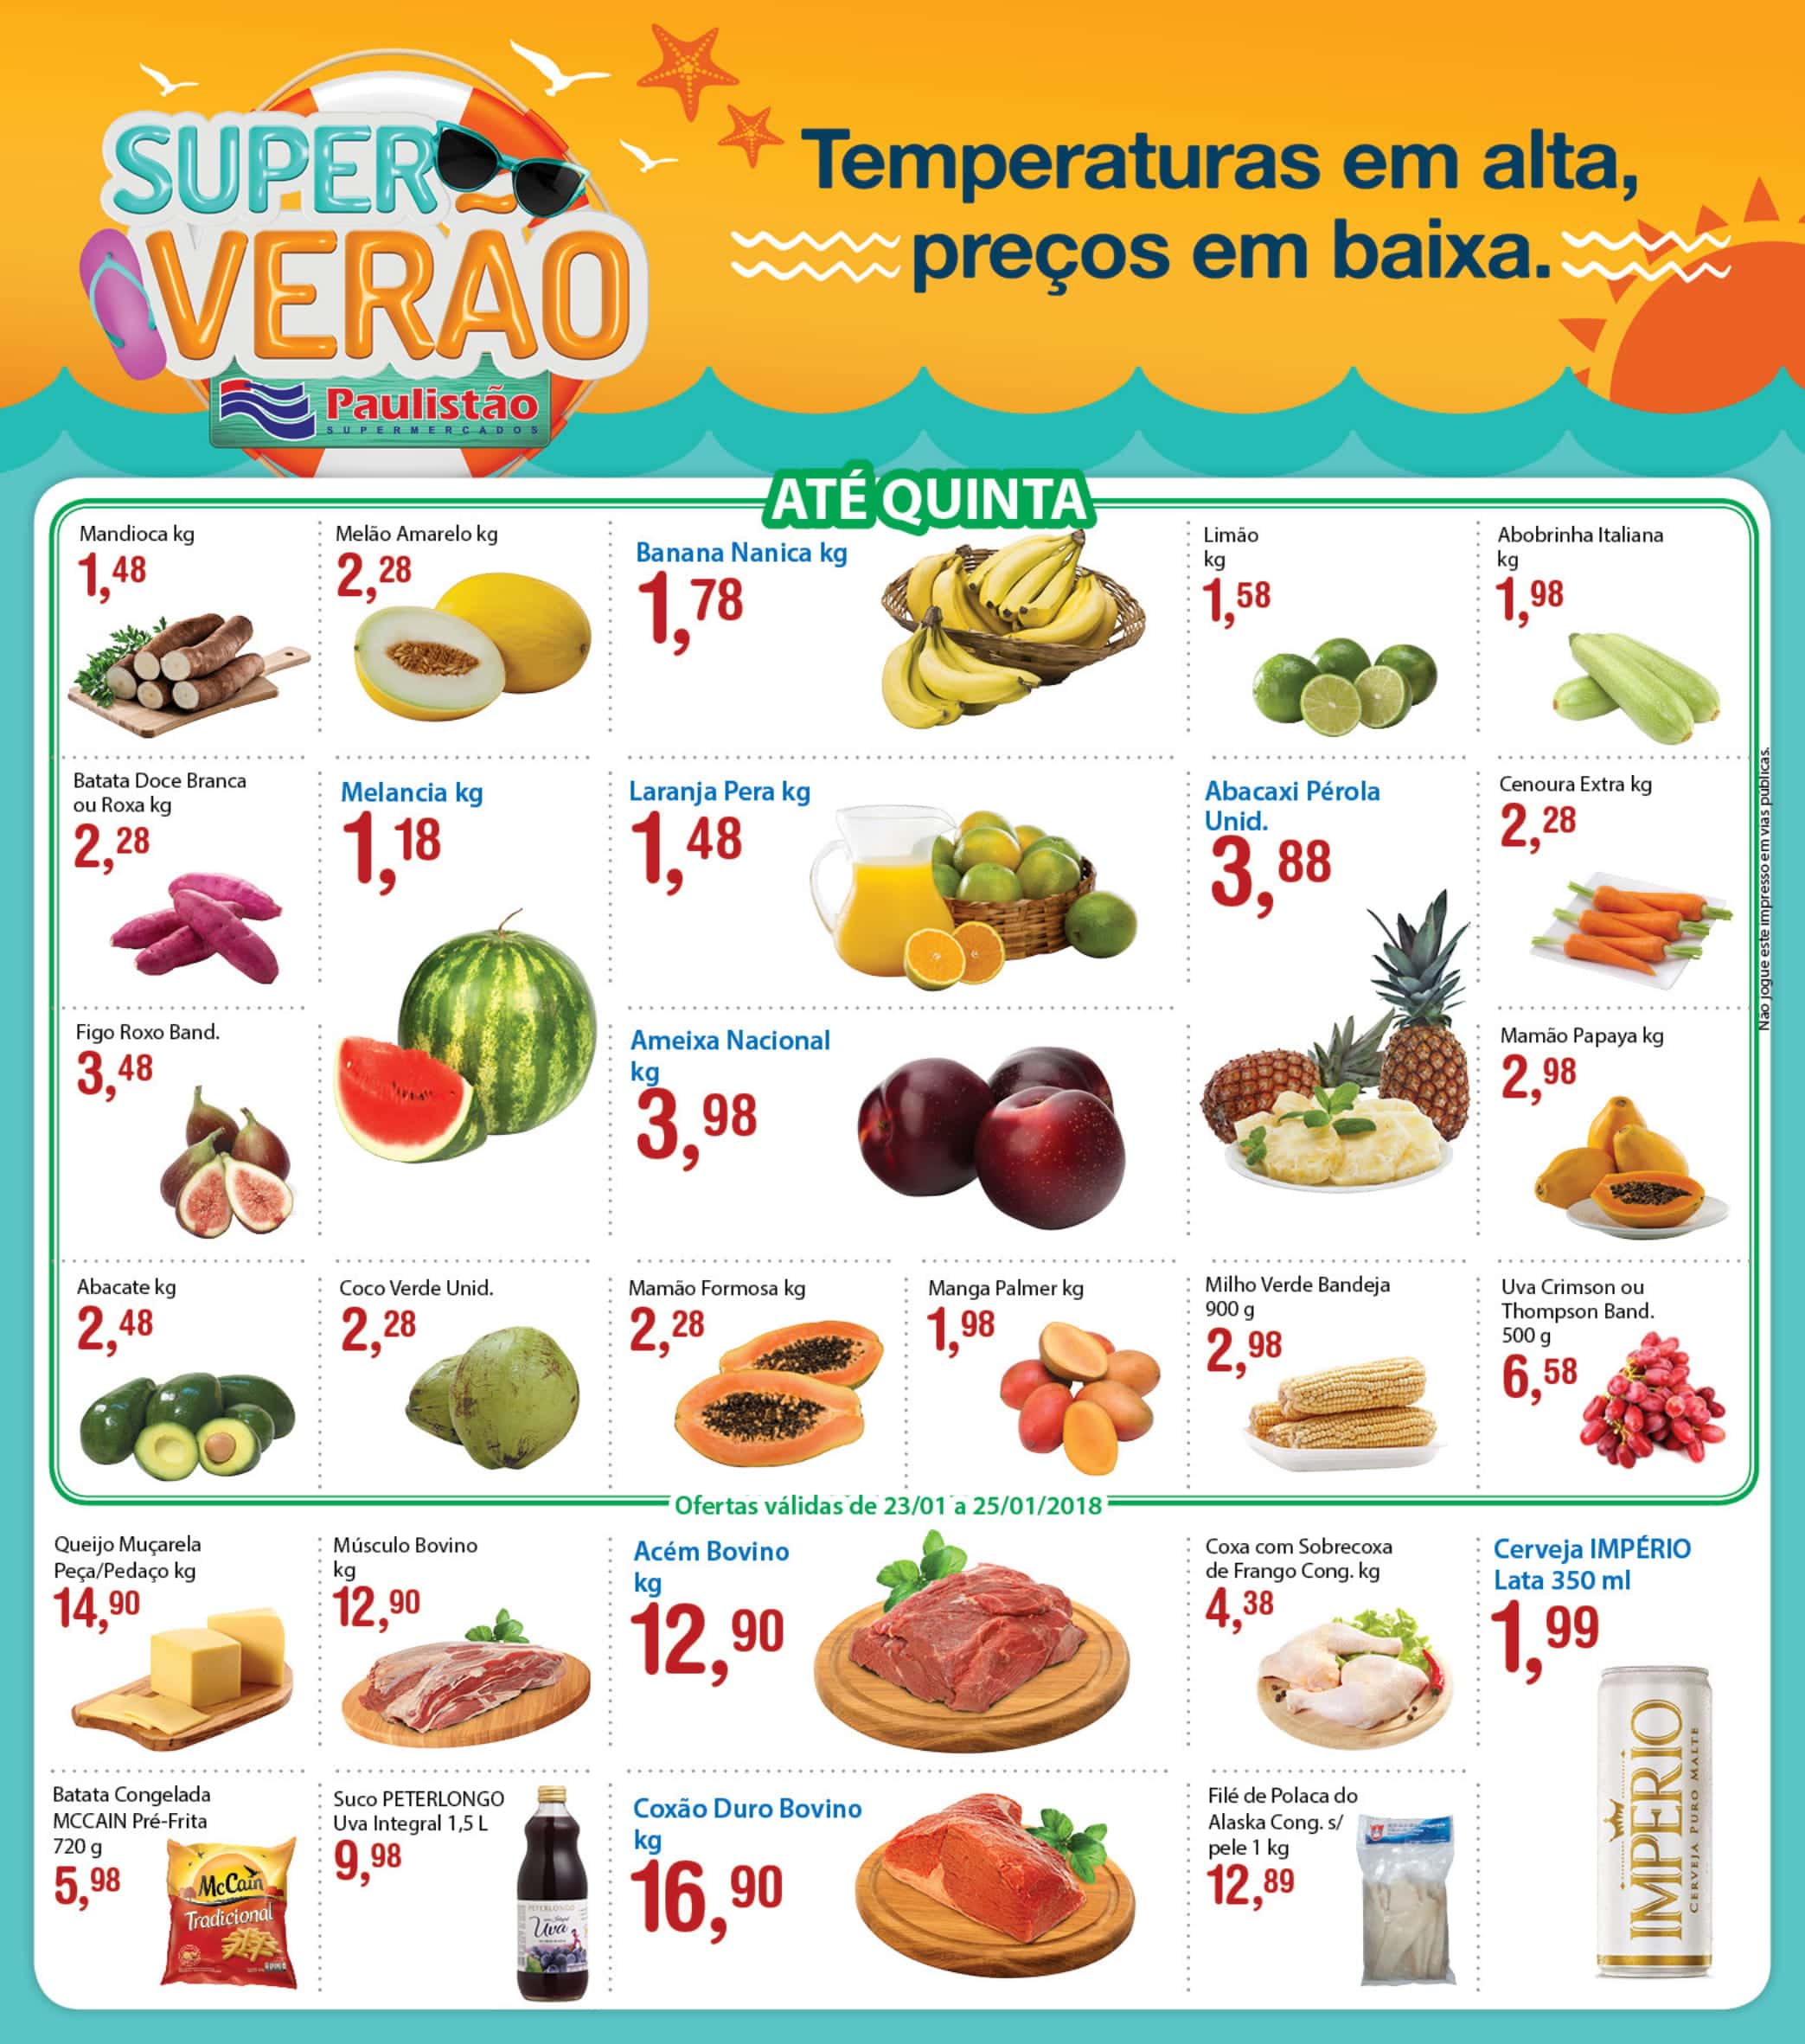 SUPER
VERÃO
Paulistão
SUPERMERCADOS
Temperaturas em alta,
preços em baixa.
ATÉ QUINTA
Mandioca kg
1,48
Melão Amarelo kg
2,28
Banana Nanica kg
1,78
Limão
kg
1,58
Abobrinha Italiana
kg
1,98
Batata Doce Branca
ou Roxa kg
2,28
Melancia kg
1,18
Laranja Pera kg
1,48
Abacaxi Pérola
Unid.
3,88
Cenoura Extra kg
2,28
Não jogue este impresso em vias públicas.
Figo Roxo Band.
3,48
Ameixa Nacional
kg
3,98
Mamão Papaya kg
2,98
Abacate kg
2,48
Coco Verde Unid.
2,28
Mamão Formosa kg
2,28
Manga Palmer kg
1,98
Milho Verde Bandeja
900 g
2,98
Uva Crimson ou
Thompson Band.
500 g
6,58
Ofertas válidas de 23/01 a 25/01/2018
Queijo Muçarela
Peça/Pedaço kg
14,90
Músculo Bovino
kg
12,90
Acém Bovino
kg
12,90
Coxa com Sobrecoxa
de Frango Cong. kg
4,38
Cerveja IMPÉRIO
Lata 350 ml
1,99
IMPÉRIO
CERVEJA PURO MALTE
Batata Congelada
MCCAIN Pré-Frita
720 g
5,98
McCain
Tradicional
Suco PETERLONGO
Uva Integral 1,5 L
9,98
PETERLONGO
Uva
Coxão Duro Bovino
kg
16,90
Filé de Polaca do
Alaska Cong. s/
pele 1 kg
12,89